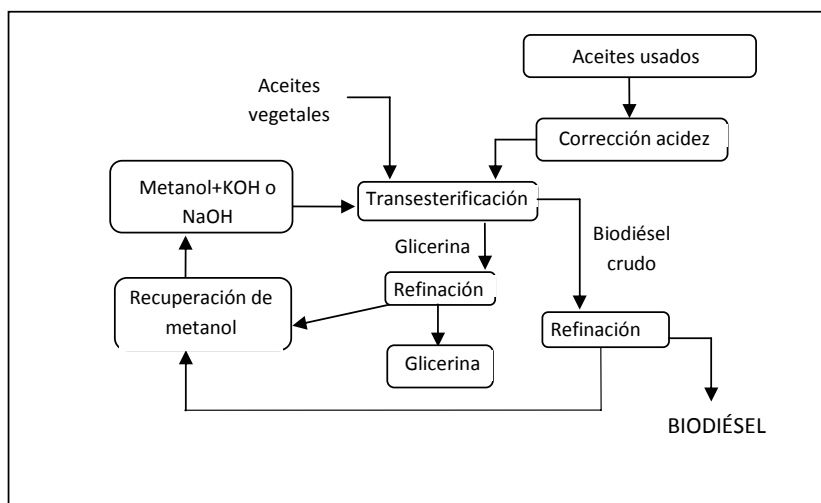 Aceites usados
Aceites
vegetales
Corrección acidez
Metanol+KOH o
NaOH
Transesterificación
Glicerina
Biodiésel
crudo
Recuperación de
metanol
Refinación
Refinación
Glicerina
BIODIÉSEL